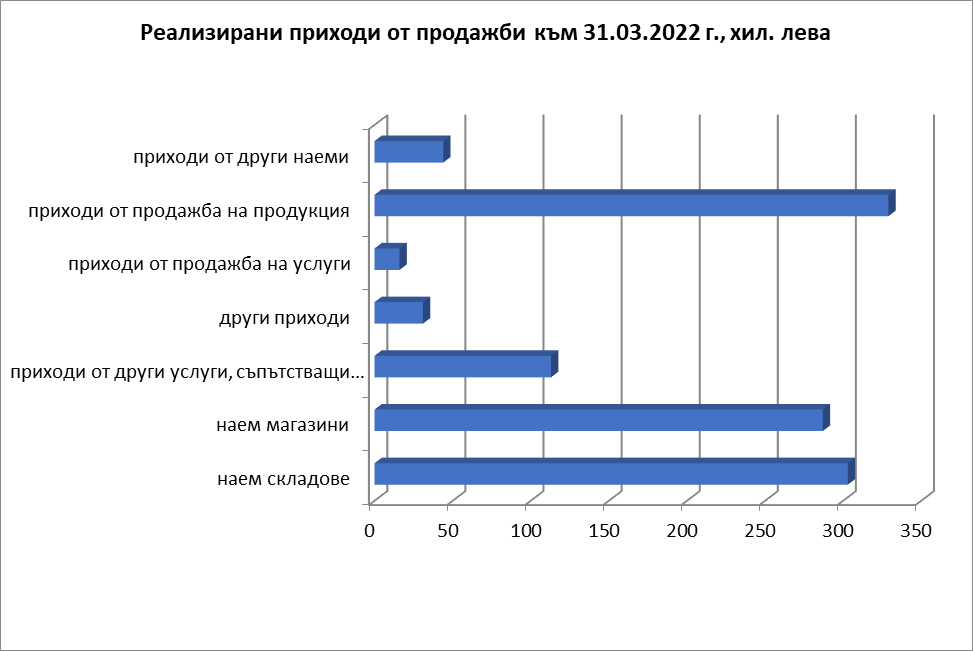 Реализирани приходи от продажби към 31.03.2022 г., хил. лева
приходи от други наеми
приходи от продажба на продукция
приходи от продажба на услуги
други приходи
приходи от други услуги, съпътстващи...
наем магазини
наем складове
0 50 100 150 200 250 300 350